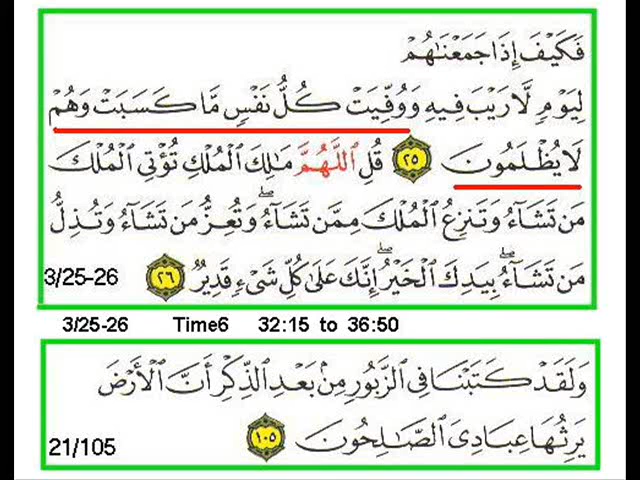 فَكَيْفَ إِذَا جَمَعْنَٰهُمْ
لِيَوْمٍ لَّا رَيْبَ فِيهِ وَوُفِّيَتْ كُلُّ نَفْسٍ مَّا كَسَبَتْ وَهُمْ
لَا يُظْلَمُونَ ٢٥ قُلِ ٱللَّهُمَّ مَٰلِكَ ٱلْمُلْكِ تُؤْتِى ٱلْمُلْكَ
مَن تَشَآءُ وَتَنزِعُ ٱلْمُلْكَ مِمَّن تَشَآءُۖ وَتُعِزُّ مَن تَشَآءُ وَتُذِلُّ
مَن تَشَآءُۖ بِيَدِكَ ٱلْخَيْرُۖ إِنَّكَ عَلَىٰ كُلِّ شَىْءٍ قَدِيرٌ ٢٦ 3/25-26
3/25-26 Time6 32:15 to 36:50
وَلَقَدْ كَتَبْنَا فِى ٱلزَّبُورِ مِنۢ بَعْدِ ٱلذِّكْرِ أَنَّ ٱلْأَرْضَ
يَرِثُهَا عِبَادِىَ ٱلصَّٰلِحُونَ ١٠٥ 21/105